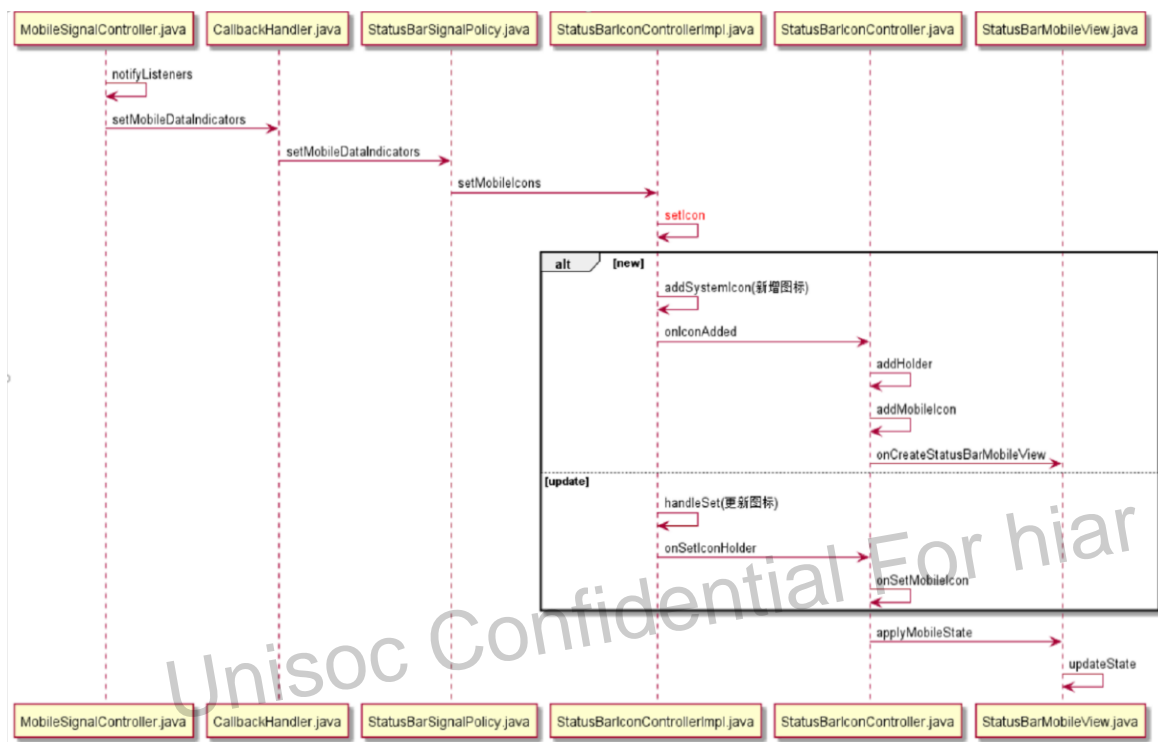 MobileSignalController.java CallbackHandler.java StatusBarSignalPolicy.java StatusBarIconControllerImpl.java StatusBarIconController.java StatusBarMobileView.java
notifyListeners
setMobileDataIndicators
setMobileDataIndicators
setMobileIcons
setIcon
alt [new]
addSystemIcon(新增图标)
onIconAdded
addHolder
addMobileIcon
onCreateStatusBarMobileView
[update]
handleSet(更新图标)
onSetIconHolder
onSetMobileIcon
applyMobileState
updateState
MobileSignalController.java CallbackHandler.java StatusBarSignalPolicy.java StatusBarIconControllerImpl.java StatusBarIconController.java StatusBarMobileView.java
Unisoc Confidential For hiar